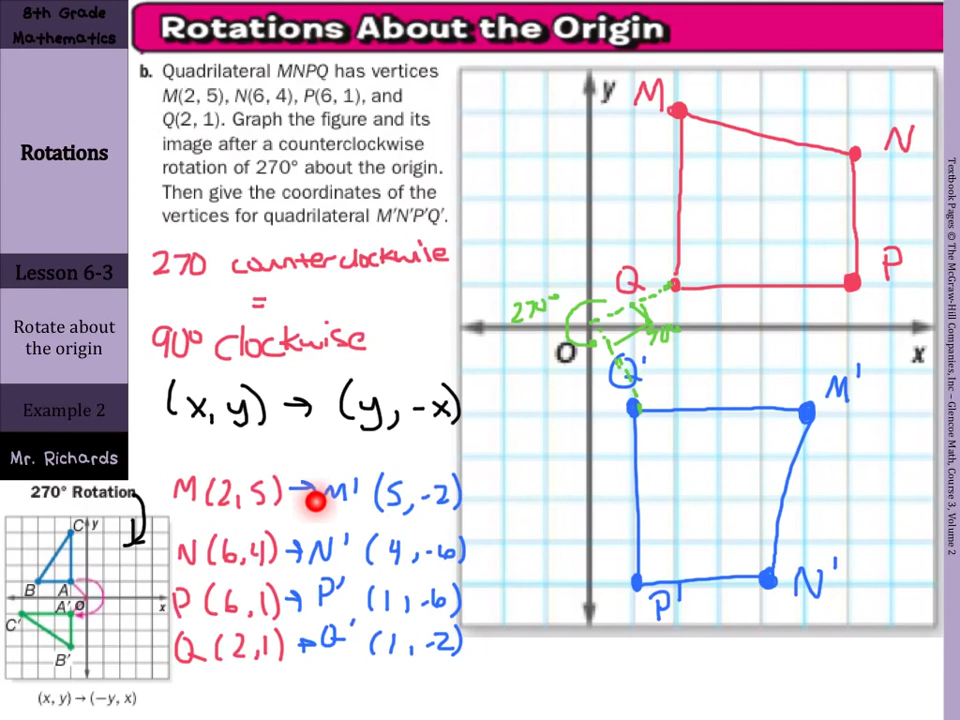 8th Grade
Mathematics
Rotations
Lesson 6-3
Rotate about
the origin
Example 2
Mr. Richards
Rotations About the Origin
b. Quadrilateral MNPQ has vertices
M(2, 5), N(6, 4), P(6, 1), and
Q(2, 1). Graph the figure and its
image after a counterclockwise
rotation of 270° about the origin.
Then give the coordinates of the
vertices for quadrilateral M'N'P'Q'.
270 counterclockwise
=
90° clockwise
(x, y) → (y, -x)
M (2, 5) → M' (5, -2)
N (6, 4) → N' (4, -6)
P (6, 1) → P' (1, -6)
Q (2, 1) → Q' (1, -2)
270° Rotation
C y
B A
A' O x
C'
B'
(x, y) → (−y, x)
y
M
N
Q
P
270°
90°
O
x
Q'
M'
P'
N'
Textbook Pages © The McGraw-Hill Companies, Inc – Glencoe Math, Course 3, Volume 2